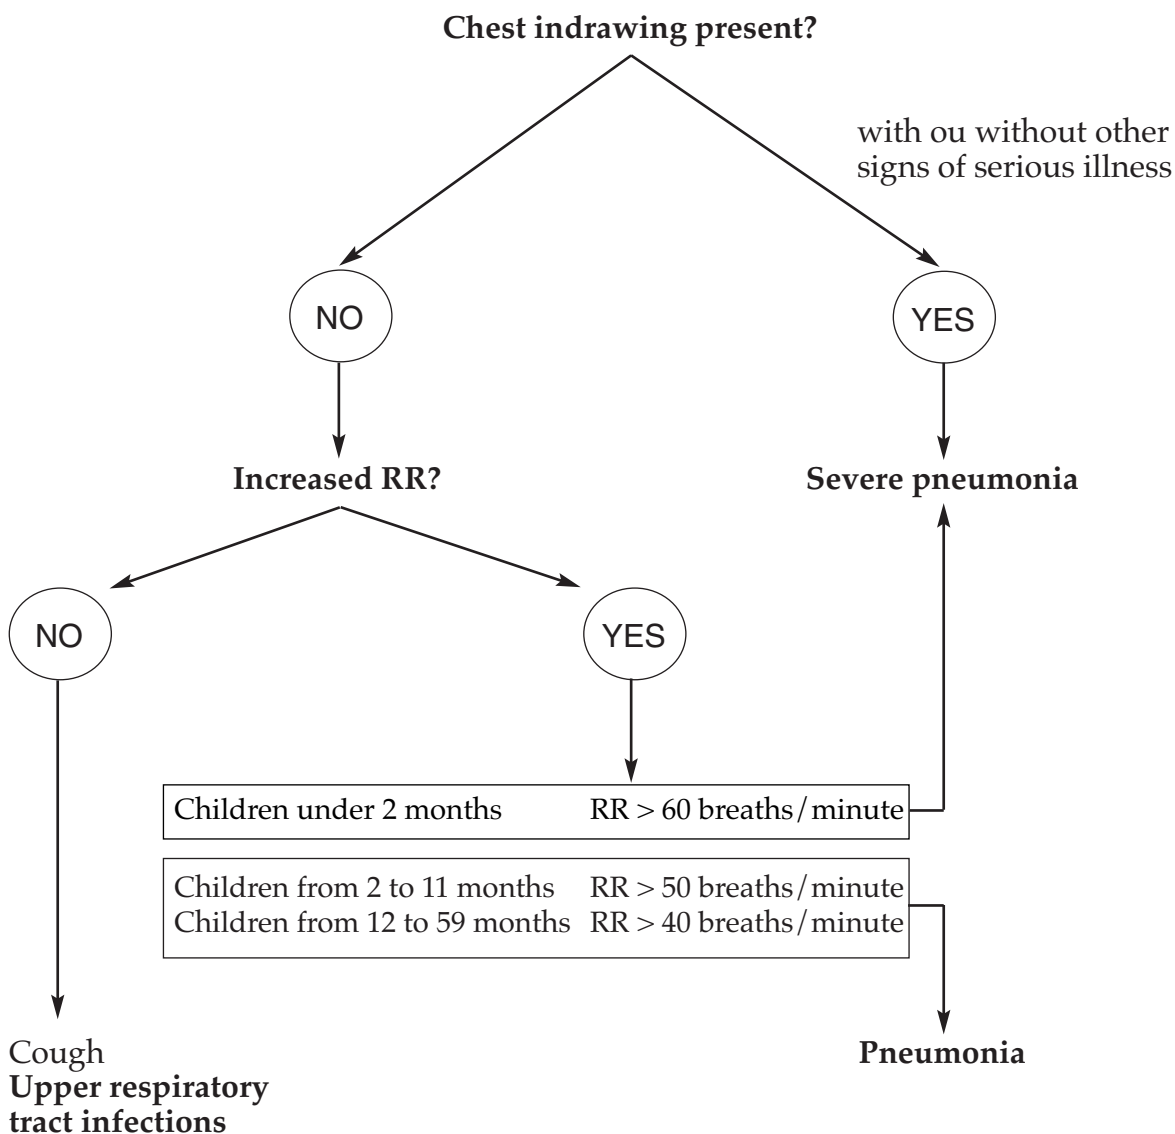 Chest indrawing present?
with ou without other
signs of serious illness
NO
YES
Increased RR?
Severe pneumonia
NO
YES
Children under 2 months RR > 60 breaths/minute
Children from 2 to 11 months RR > 50 breaths/minute
Children from 12 to 59 months RR > 40 breaths/minute
Cough
Upper respiratory
tract infections
Pneumonia